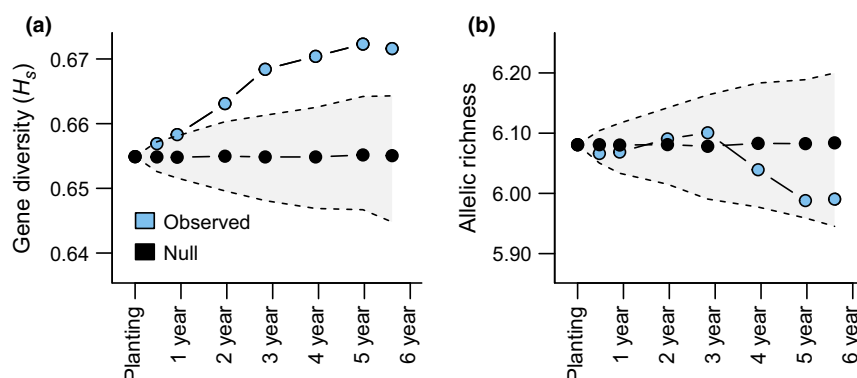 (a)
Gene diversity (Hs)
0.67
0.66
0.65
0.64
Observed
Null
Planting
1 year
2 year
3 year
4 year
5 year
6 year
(b)
Allelic richness
6.20
6.10
6.00
5.90
Planting
1 year
2 year
3 year
4 year
5 year
6 year